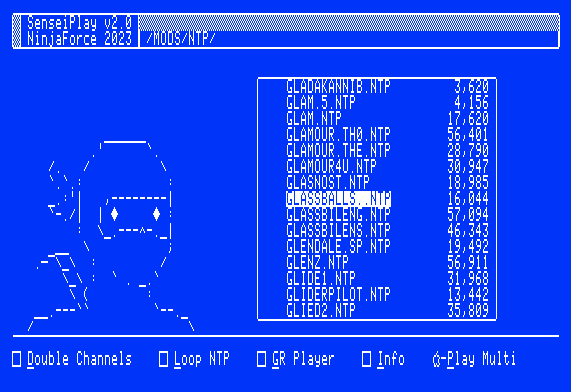 SenseiPlay v2.0
NinjaForce 2023 /MODS/NTP/
GLADAKANNIB.NTP 3,620
GLAM.5.NTP 4,156
GLAM.NTP 17,620
GLAMOUR.TH0.NTP 56,401
GLAMOUR.THE.NTP 28,790
GLAMOUR4U.NTP 30,947
GLASNOST.NTP 18,985
GLASSBALLS..NTP 16,044
GLASSBILENG.NTP 57,094
GLASSBILENS.NTP 46,343
GLENDALE.SP.NTP 19,492
GLENZ.NTP 56,911
GLIDE1.NTP 31,968
GLIDERPILOT.NTP 13,442
GLIED2.NTP 35,809
Double Channels Loop NTP GR Player Info -Play Multi